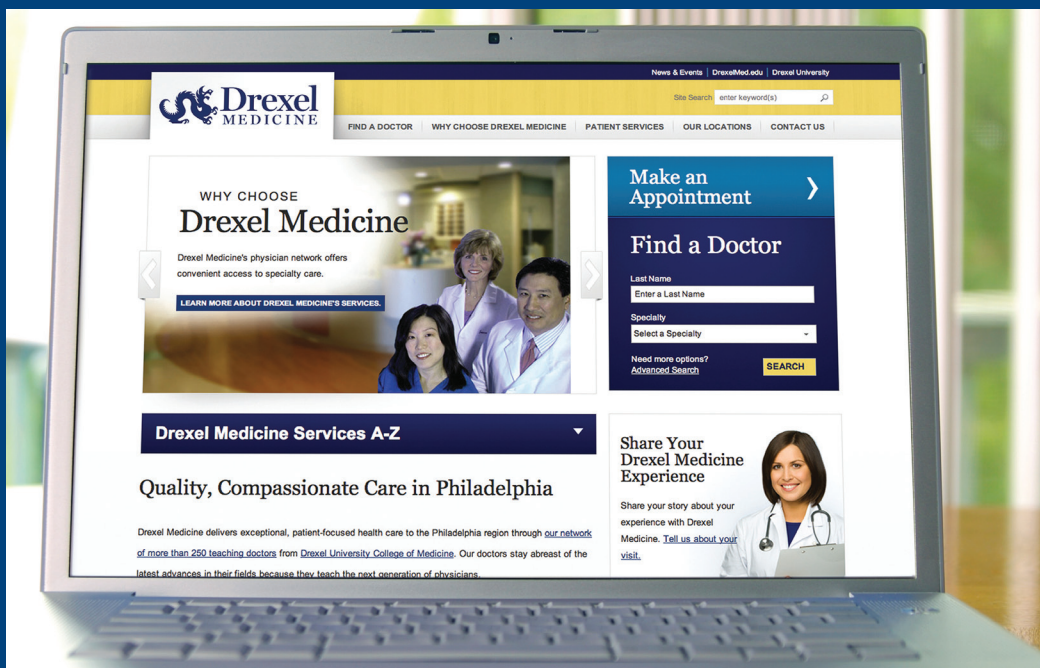 News & Events | DrexelMed.edu | Drexel University
Site Search enter keyword(s)
Drexel
MEDICINE
FIND A DOCTOR | WHY CHOOSE DREXEL MEDICINE | PATIENT SERVICES | OUR LOCATIONS | CONTACT US
WHY CHOOSE
Drexel Medicine
Drexel Medicine's physician network offers
convenient access to specialty care.
LEARN MORE ABOUT DREXEL MEDICINE'S SERVICES.
Make an
Appointment
Find a Doctor
Last Name
Enter a Last Name
Specialty
Select a Specialty
Need more options?
Advanced Search
SEARCH
Drexel Medicine Services A-Z
Quality, Compassionate Care in Philadelphia
Drexel Medicine delivers exceptional, patient-focused health care to the Philadelphia region through our network
of more than 250 teaching doctors from Drexel University College of Medicine. Our doctors stay abreast of the
latest advances in their fields because they teach the next generation of physicians.
Share Your
Drexel Medicine
Experience
Share your story about your
experience with Drexel
Medicine. Tell us about your
visit.